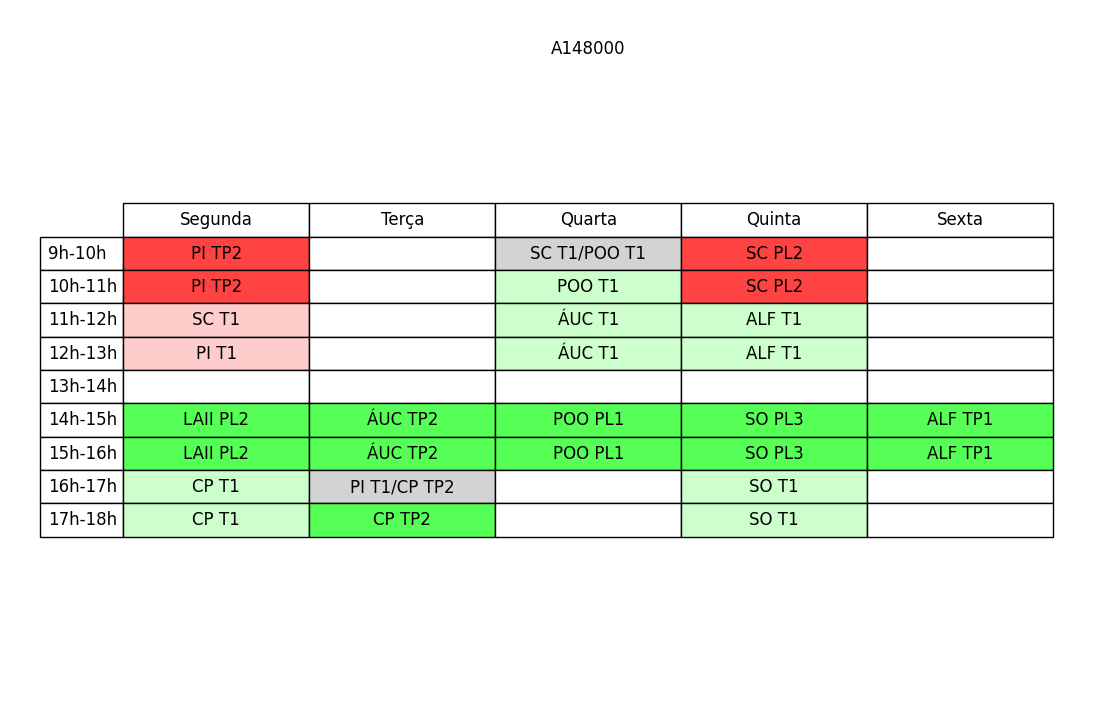 A148000
Segunda Terça Quarta Quinta Sexta
9h-10h PI TP2 SC T1/POO T1 SC PL2
10h-11h PI TP2 POO T1 SC PL2
11h-12h SC T1 ÁUC T1 ALF T1
12h-13h PI T1 ÁUC T1 ALF T1
13h-14h
14h-15h LAII PL2 ÁUC TP2 POO PL1 SO PL3 ALF TP1
15h-16h LAII PL2 ÁUC TP2 POO PL1 SO PL3 ALF TP1
16h-17h CP T1 PI T1/CP TP2 SO T1
17h-18h CP T1 CP TP2 SO T1